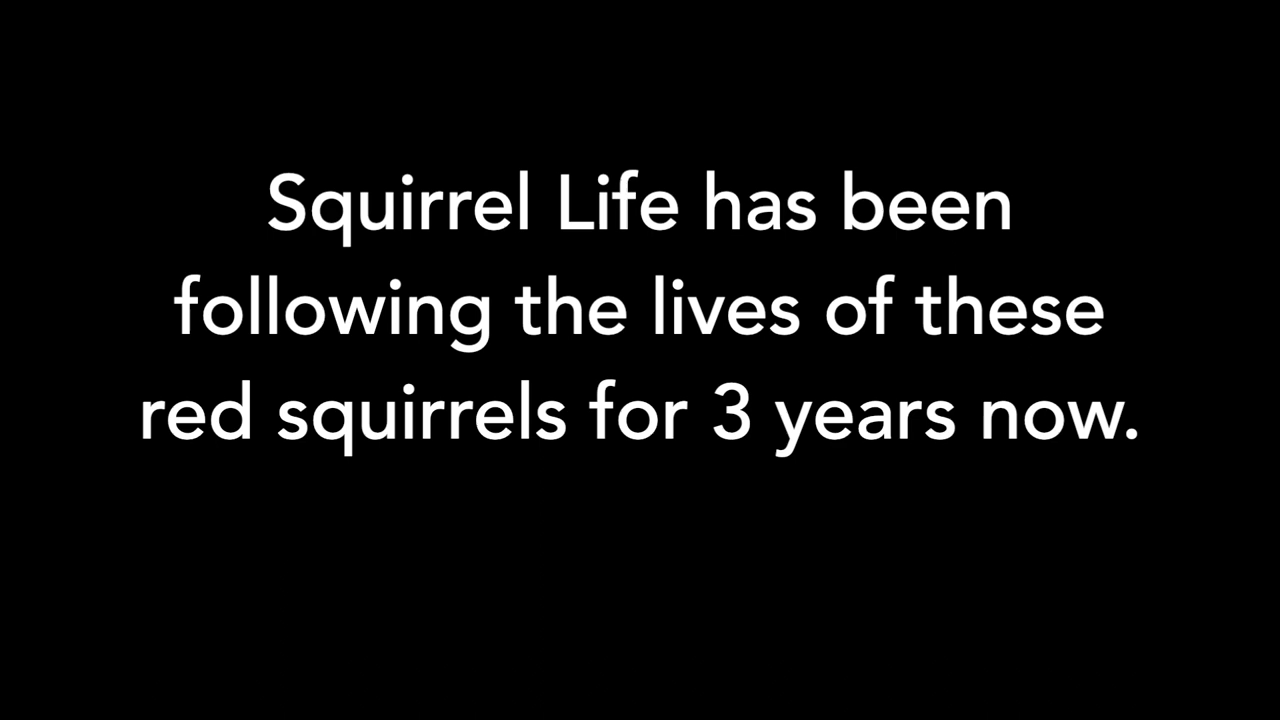 Squirrel Life has been
following the lives of these
red squirrels for 3 years now.